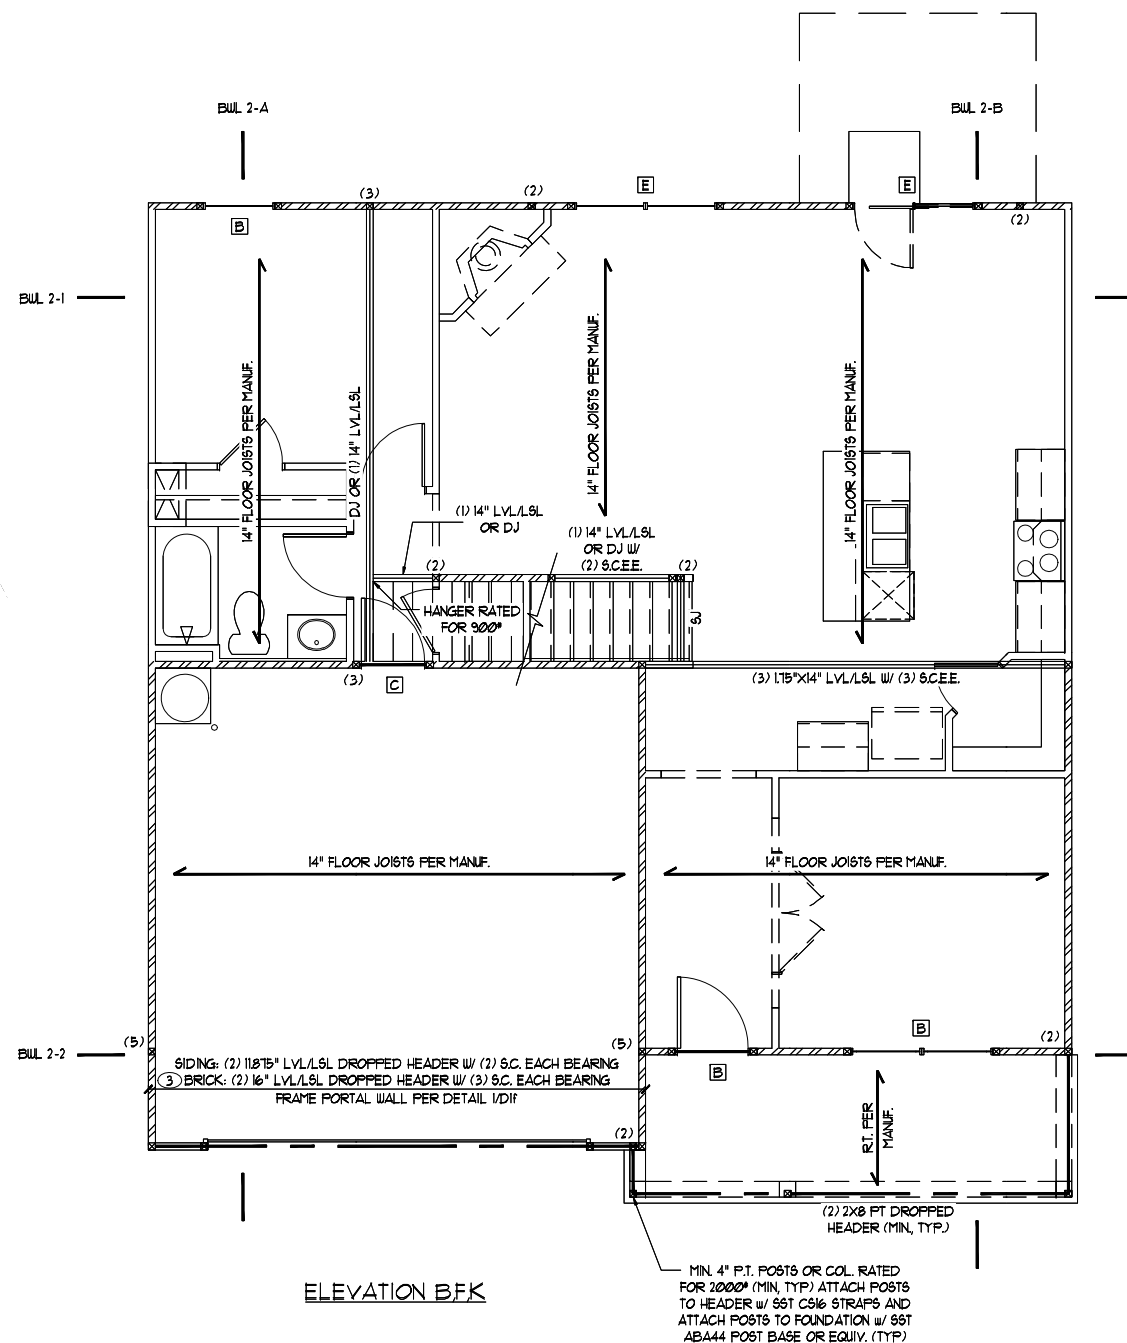 BWL 2-A
BWL 2-B
(3)
(2)
E
E
(2)
B
BWL 2-1
14" FLOOR JOISTS PER MANUF.
DJ OR (1) 14" LVL/LSL
14" FLOOR JOISTS PER MANUF.
14" FLOOR JOISTS PER MANUF.
(1) 14" LVL/LSL
OR DJ
(1) 14" LVL/LSL
OR DJ W/
(2) S.C.E.E.
(2)
(2)
HANGER RATED
FOR 900#
SJ
(3)
C
(3) 1.75"X14" LVL/LSL W/ (3) S.C.E.E.
14" FLOOR JOISTS PER MANUF.
14" FLOOR JOISTS PER MANUF.
BWL 2-2
(5)
(5)
B
(2)
SIDING: (2) 11.875" LVL/LSL DROPPED HEADER W/ (2) S.C. EACH BEARING
3 BRICK: (2) 16" LVL/LSL DROPPED HEADER W/ (3) S.C. EACH BEARING
FRAME PORTAL WALL PER DETAIL 1/D1f
B
R.T. PER
MANUF.
(2)
(2) 2X8 PT DROPPED
HEADER (MIN., TYP.)
MIN. 4" P.T. POSTS OR COL. RATED
FOR 2000# (MIN, TYP) ATTACH POSTS
TO HEADER w/ SST CS16 STRAPS AND
ATTACH POSTS TO FOUNDATION w/ SST
ABA44 POST BASE OR EQUIV. (TYP)
ELEVATION B,F,K